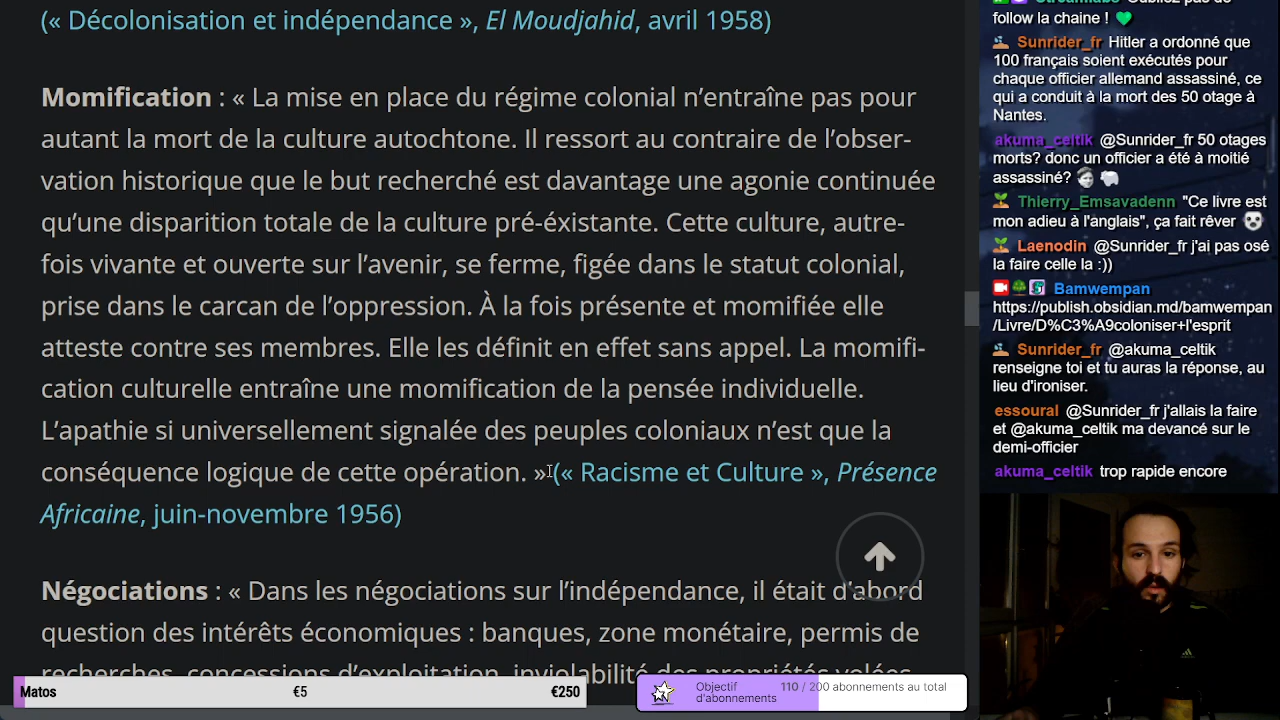 (« Décolonisation et indépendance », El Moudjahid, avril 1958)
Momification : « La mise en place du régime colonial n’entraîne pas pour
autant la mort de la culture autochtone. Il ressort au contraire de l’obser-
vation historique que le but recherché est davantage une agonie continuée
qu’une disparition totale de la culture pré-éxistante. Cette culture, autre-
fois vivante et ouverte sur l’avenir, se ferme, figée dans le statut colonial,
prise dans le carcan de l’oppression. À la fois présente et momifiée elle
atteste contre ses membres. Elle les définit en effet sans appel. La momifi-
cation culturelle entraîne une momification de la pensée individuelle.
L’apathie si universellement signalée des peuples coloniaux n’est que la
conséquence logique de cette opération. » (« Racisme et Culture », Présence
Africaine, juin-novembre 1956)
Négociations : « Dans les négociations sur l’indépendance, il était d’abord
question des intérêts économiques : banques, zone monétaire, permis de
recherches, concessions d’exploitation, inviolabilité des propriétés volées
Matos €5 €250
Objectif 110 / 200 abonnements au total
d'abonnements
follow la chaine !
Sunrider_fr Hitler a ordonné que
100 français soient exécutés pour
chaque officier allemand assassiné, ce
qui a conduit à la mort des 50 otage à
Nantes.
akuma_celtik @Sunrider_fr 50 otages
morts? donc un officier a été à moitié
assassiné?
Thierry_Emsavadenn "Ce livre est
mon adieu à l'anglais", ça fait rêver
Laenodin @Sunrider_fr j'ai pas osé
la faire celle la :))
Bamwempan
https://publish.obsidian.md/bamwempan
/Livre/D%C3%A9coloniser+l'esprit
Sunrider_fr @akuma_celtik
renseigne toi et tu auras la réponse, au
lieu d'ironiser.
essoural @Sunrider_fr j'allais la faire
et @akuma_celtik ma devancé sur le
demi-officier
akuma_celtik trop rapide encore